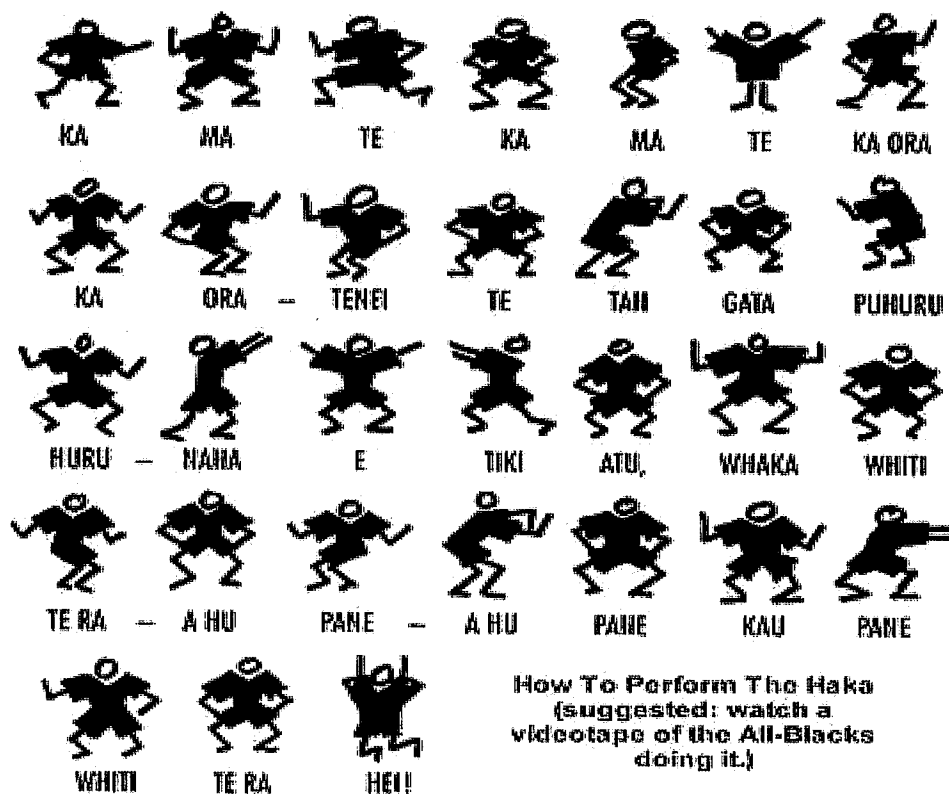 KA MA TE KA MA TE KA ORA
KA ORA – TENEI TE TAN GATA PUHURU
HURU – NAHA E TIKI ATU, WHAKA WHITI
TE RA – A HU PANE – A HU PANE KAU PANE
WHITI TE RA HEI!
How To Perform The Haka
(suggested: watch a
videotape of the All-Blacks
doing it.)